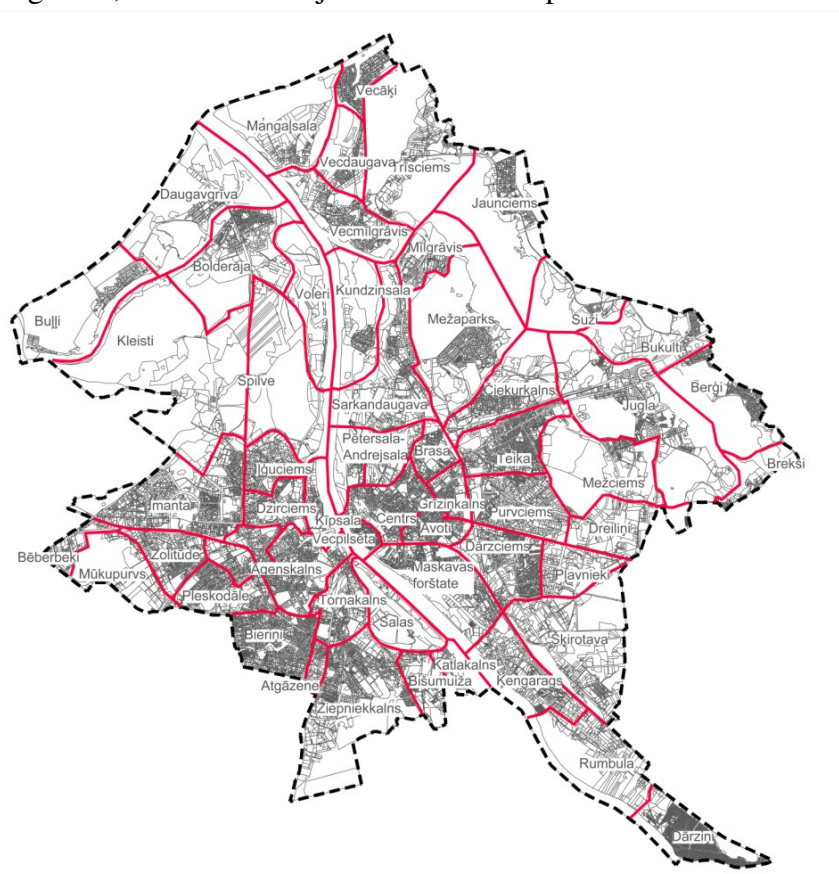 Vecāķi
Mangaļsala
Vecdaugava
Trīsciems
Daugavgrīva
Jaunciems
Vecmīlgrāvis
Mīlgrāvis
Bolderāja
Voleri
Kundziņsala
Buļļi
Kleisti
Mežaparks
Suži
Bukulti
Spilve
Čiekurkalns
Berģi
Jugla
Sarkandaugava
Pētersala-
Andrejsala
Brasa
Teika
Breķši
Iļģuciems
Mežciems
Imanta
Dzirciems
Grīziņkalns
Purvciems
Ķīpsala
Centrs
Avoti
Dreiliņi
Vecpilsēta
Dārzciems
Bēberbeķi
Zolitūde
Āgenskalns
Maskavas
forštate
Mūkupurvs
Pļavnieki
Pleskodāle
Torņakalns
Salas
Bieriņi
Šķirotava
Katlakalns
Atgāzene
Bišumuiža
Ķengarags
Ziepniekkalns
Rumbula
Dārziņi